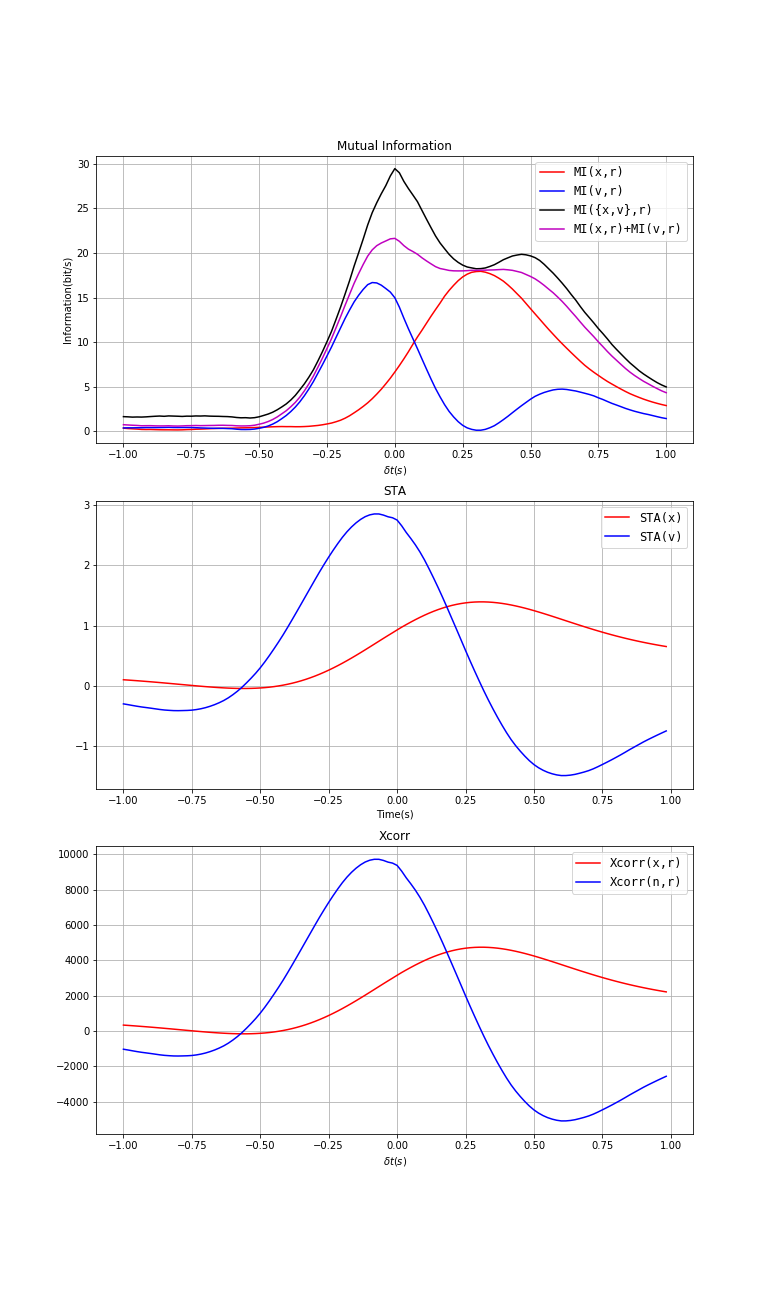 Mutual Information
30
25
20
15
10
5
0
Information(bit/s)
MI(x,r)
MI(v,r)
MI({x,v},r)
MI(x,r)+MI(v,r)
−1.00 −0.75 −0.50 −0.25 0.00 0.25 0.50 0.75 1.00
δt(s)
STA
3
2
1
0
−1
STA(x)
STA(v)
−1.00 −0.75 −0.50 −0.25 0.00 0.25 0.50 0.75 1.00
Time(s)
Xcorr
10000
8000
6000
4000
2000
0
−2000
−4000
Xcorr(x,r)
Xcorr(n,r)
−1.00 −0.75 −0.50 −0.25 0.00 0.25 0.50 0.75 1.00
δt(s)